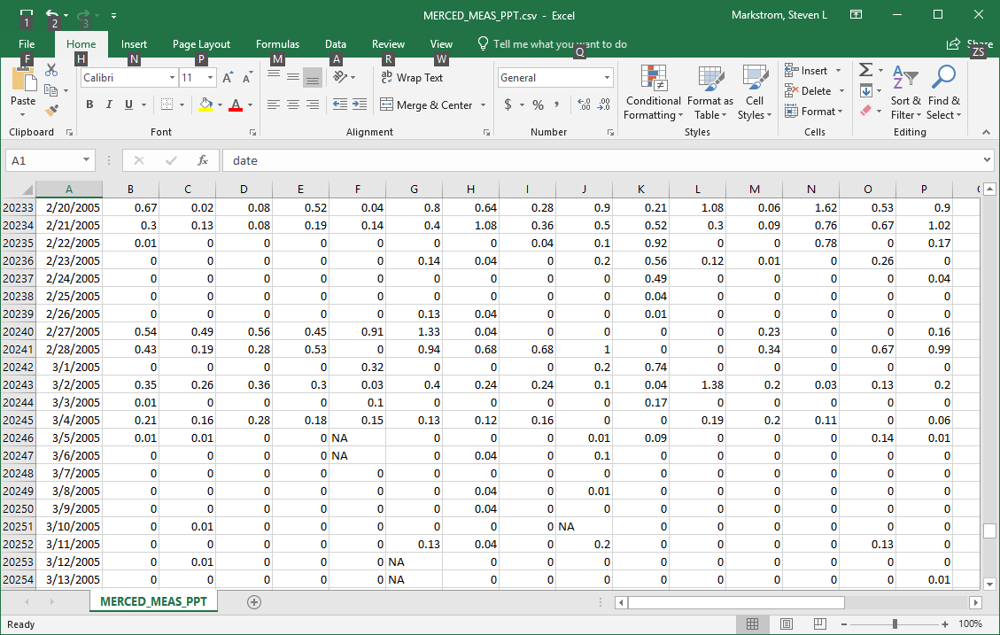 1 2 3 MERCED_MEAS_PPT.csv - Excel Markstrom, Steven L
File Home Insert Page Layout Formulas Data Review View Tell me what you want to do Share
F H N P M A R W Q ZS
Calibri 11 Wrap Text General Insert
Paste B I U A Merge & Center $ % , Conditional Formatting Format as Table Cell Styles Delete Sort & Filter Find & Select
Format
Clipboard Font Alignment Number Styles Cells Editing
A1 fx date
A B C D E F G H I J K L M N O P
20233 2/20/2005 0.67 0.02 0.08 0.52 0.04 0.8 0.64 0.28 0.9 0.21 1.08 0.06 1.62 0.53 0.9
20234 2/21/2005 0.3 0.13 0.08 0.19 0.14 0.4 1.08 0.36 0.5 0.52 0.3 0.09 0.76 0.67 1.02
20235 2/22/2005 0.01 0 0 0 0 0 0 0.04 0.1 0.92 0 0 0.78 0 0.17
20236 2/23/2005 0 0 0 0 0 0.14 0.04 0 0.2 0.56 0.12 0.01 0 0.26 0
20237 2/24/2005 0 0 0 0 0 0 0 0 0 0.49 0 0 0 0 0.04
20238 2/25/2005 0 0 0 0 0 0 0 0 0 0.04 0 0 0 0 0
20239 2/26/2005 0 0 0 0 0 0.13 0.04 0 0 0.01 0 0 0 0 0
20240 2/27/2005 0.54 0.49 0.56 0.45 0.91 1.33 0.04 0 0 0 0 0.23 0 0 0.16
20241 2/28/2005 0.43 0.19 0.28 0.53 0 0.94 0.68 0.68 1 0 0 0.34 0 0.67 0.99
20242 3/1/2005 0 0 0 0 0.32 0 0 0 0.2 0.74 0 0 0 0 0
20243 3/2/2005 0.35 0.26 0.36 0.3 0.03 0.4 0.24 0.24 0.1 0.04 1.38 0.2 0.03 0.13 0.2
20244 3/3/2005 0.01 0 0 0 0.1 0 0 0 0 0.17 0 0 0 0 0
20245 3/4/2005 0.21 0.16 0.28 0.18 0.15 0.13 0.12 0.16 0 0 0.19 0.2 0.11 0 0.06
20246 3/5/2005 0.01 0.01 0 0 NA 0 0 0 0.01 0.09 0 0 0 0.14 0.01
20247 3/6/2005 0 0 0 0 NA 0 0.04 0 0.1 0 0 0 0 0 0
20248 3/7/2005 0 0 0 0 0 0 0 0 0 0 0 0 0 0 0
20249 3/8/2005 0 0 0 0 0 0 0.04 0 0.01 0 0 0 0 0 0
20250 3/9/2005 0 0 0 0 0 0 0.04 0 0 0 0 0 0 0 0
20251 3/10/2005 0 0.01 0 0 0 0 0 0 NA 0 0 0 0 0 0
20252 3/11/2005 0 0 0 0 0 0.13 0.04 0 0.2 0 0 0 0 0.13 0
20253 3/12/2005 0 0.01 0 0 0 NA 0 0 0 0 0 0 0 0 0
20254 3/13/2005 0 0 0 0 0 NA 0 0 0 0 0 0 0 0 0.01
MERCED_MEAS_PPT
Ready 100%